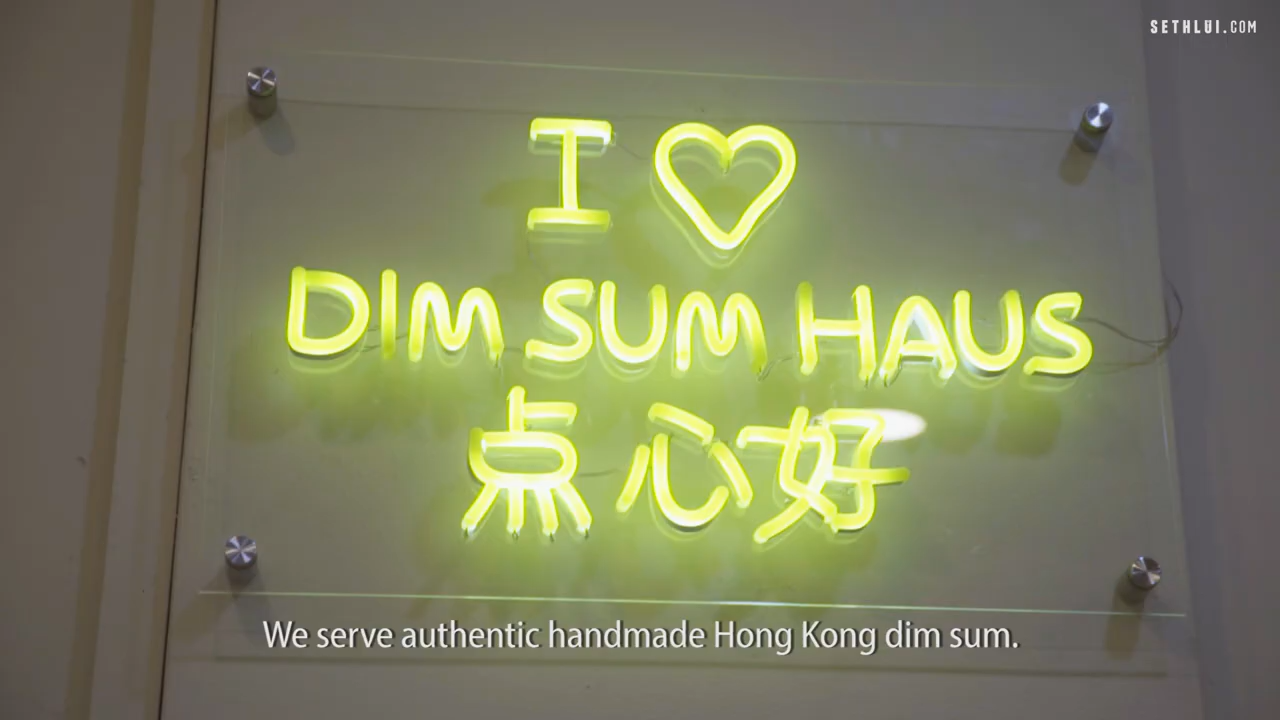 SETHLUI.COM
I ♡
DIM SUM HAUS
点心好
We serve authentic handmade Hong Kong dim sum.